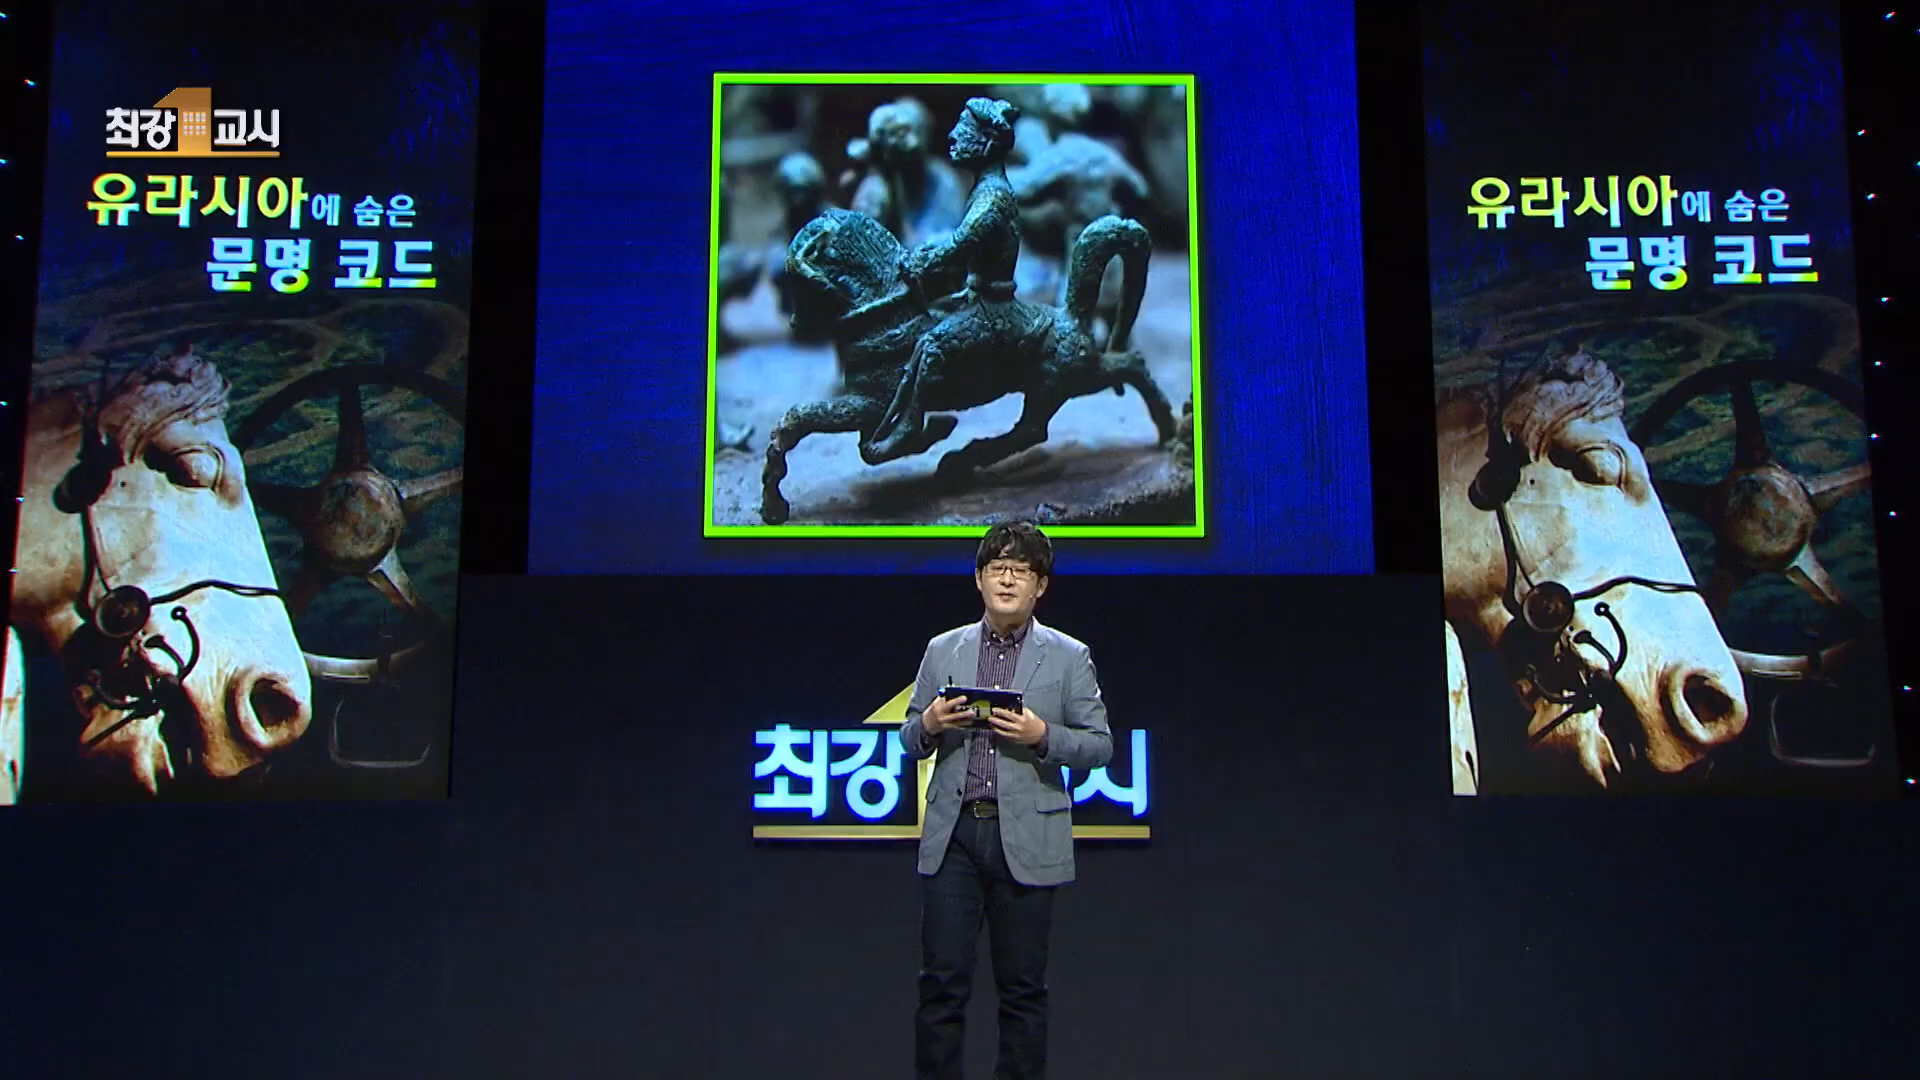 최강1교시
유라시아에 숨은
문명 코드
유라시아에 숨은
문명 코드
최강
시